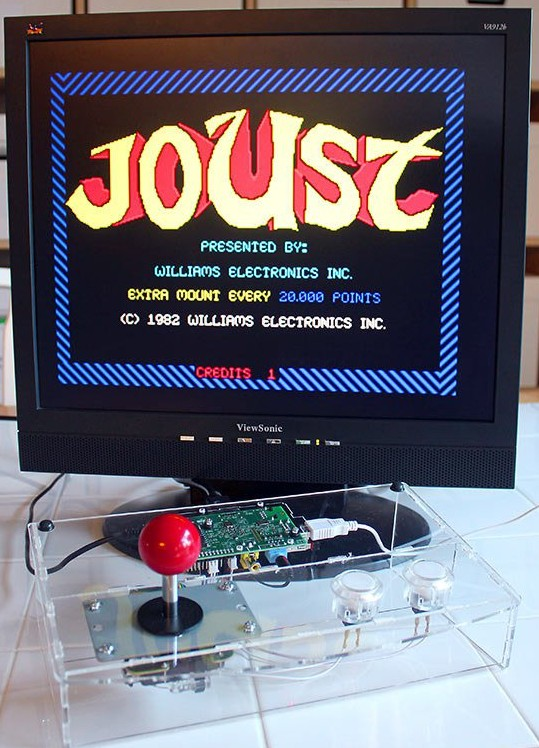 VA912b
JOUST
PRESENTED BY:
WILLIAMS ELECTRONICS INC.
EXTRA MOUNT EVERY 20.000 POINTS
(C) 1982 WILLIAMS ELECTRONICS INC.
CREDITS 1
ViewSonic